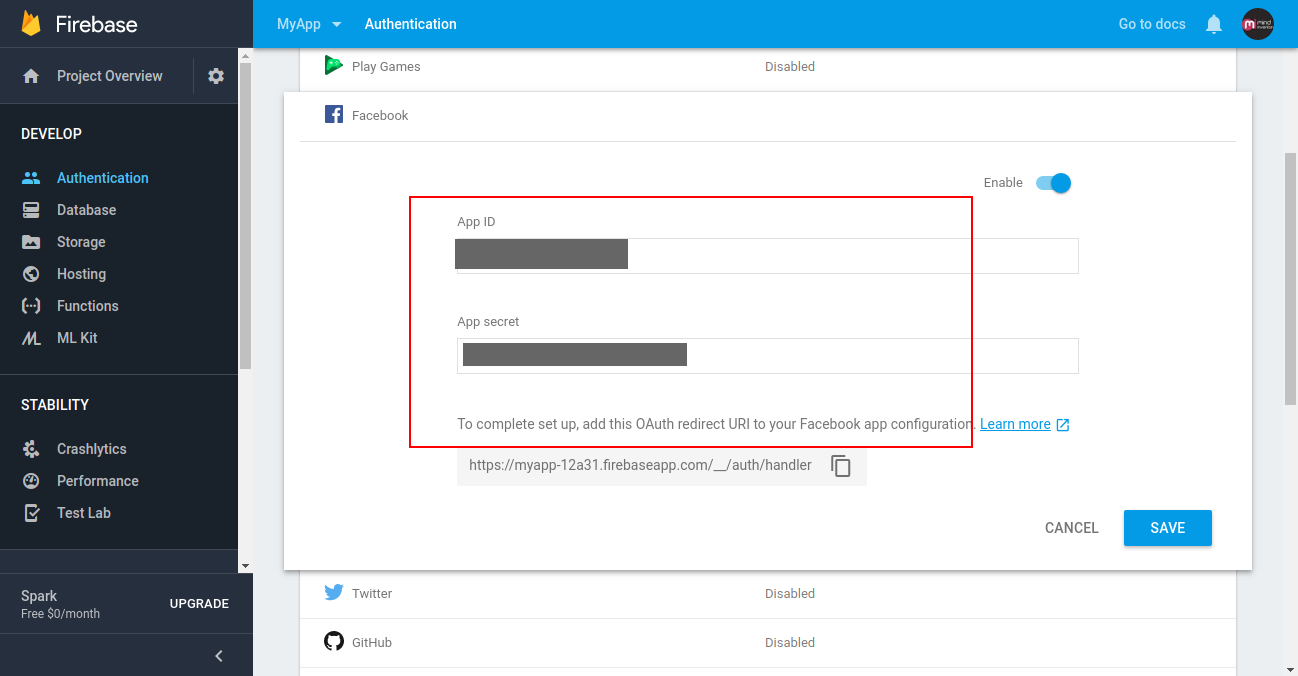 Firebase
MyApp
Authentication
Go to docs
Project Overview
DEVELOP
Authentication
Database
Storage
Hosting
Functions
ML Kit
STABILITY
Crashlytics
Performance
Test Lab
Spark
Free $0/month
UPGRADE
Play Games
Disabled
Facebook
Enable
App ID
App secret
To complete set up, add this OAuth redirect URI to your Facebook app configuration. Learn more
https://myapp-12a31.firebaseapp.com/__/auth/handler
CANCEL
SAVE
Twitter
Disabled
GitHub
Disabled